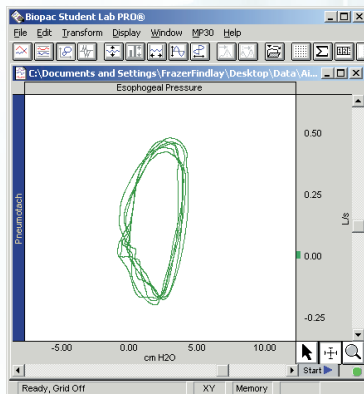 Biopac Student Lab PRO®
File Edit Transform Display Window MP30 Help
C:\Documents and Settings\FrazerFindlay\Desktop\Data\Ai...
Esophogeal Pressure
Pneumotach
0.50
0.25
0.00
-0.25
L/s
-5.00 0.00 5.00 10.00
cm H2O
Start
Ready, Grid Off XY Memory